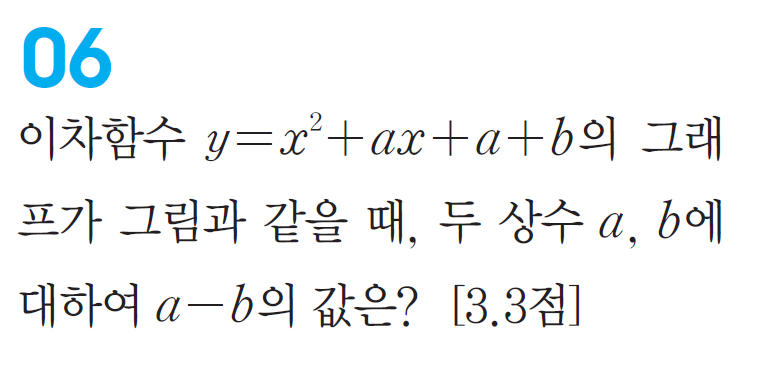 06
이차함수 y=x²+ax+a+b의 그래
프가 그림과 같을 때, 두 상수 a, b에
대하여 a-b의 값은? [3.3점]